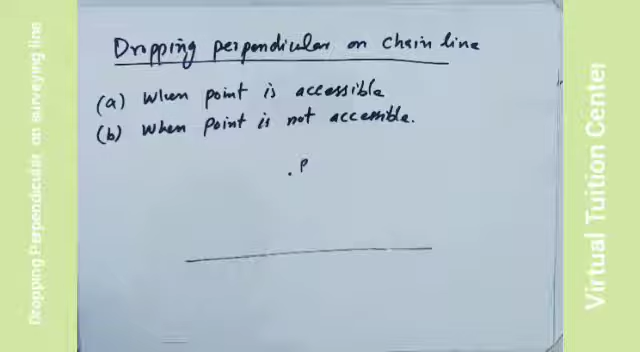 Dropping perpendicular on chain line
(a) When point is accessible
(b) When point is not accessible.
. P
Dropping Perpendicular on surveying line
Virtual Tuition Center